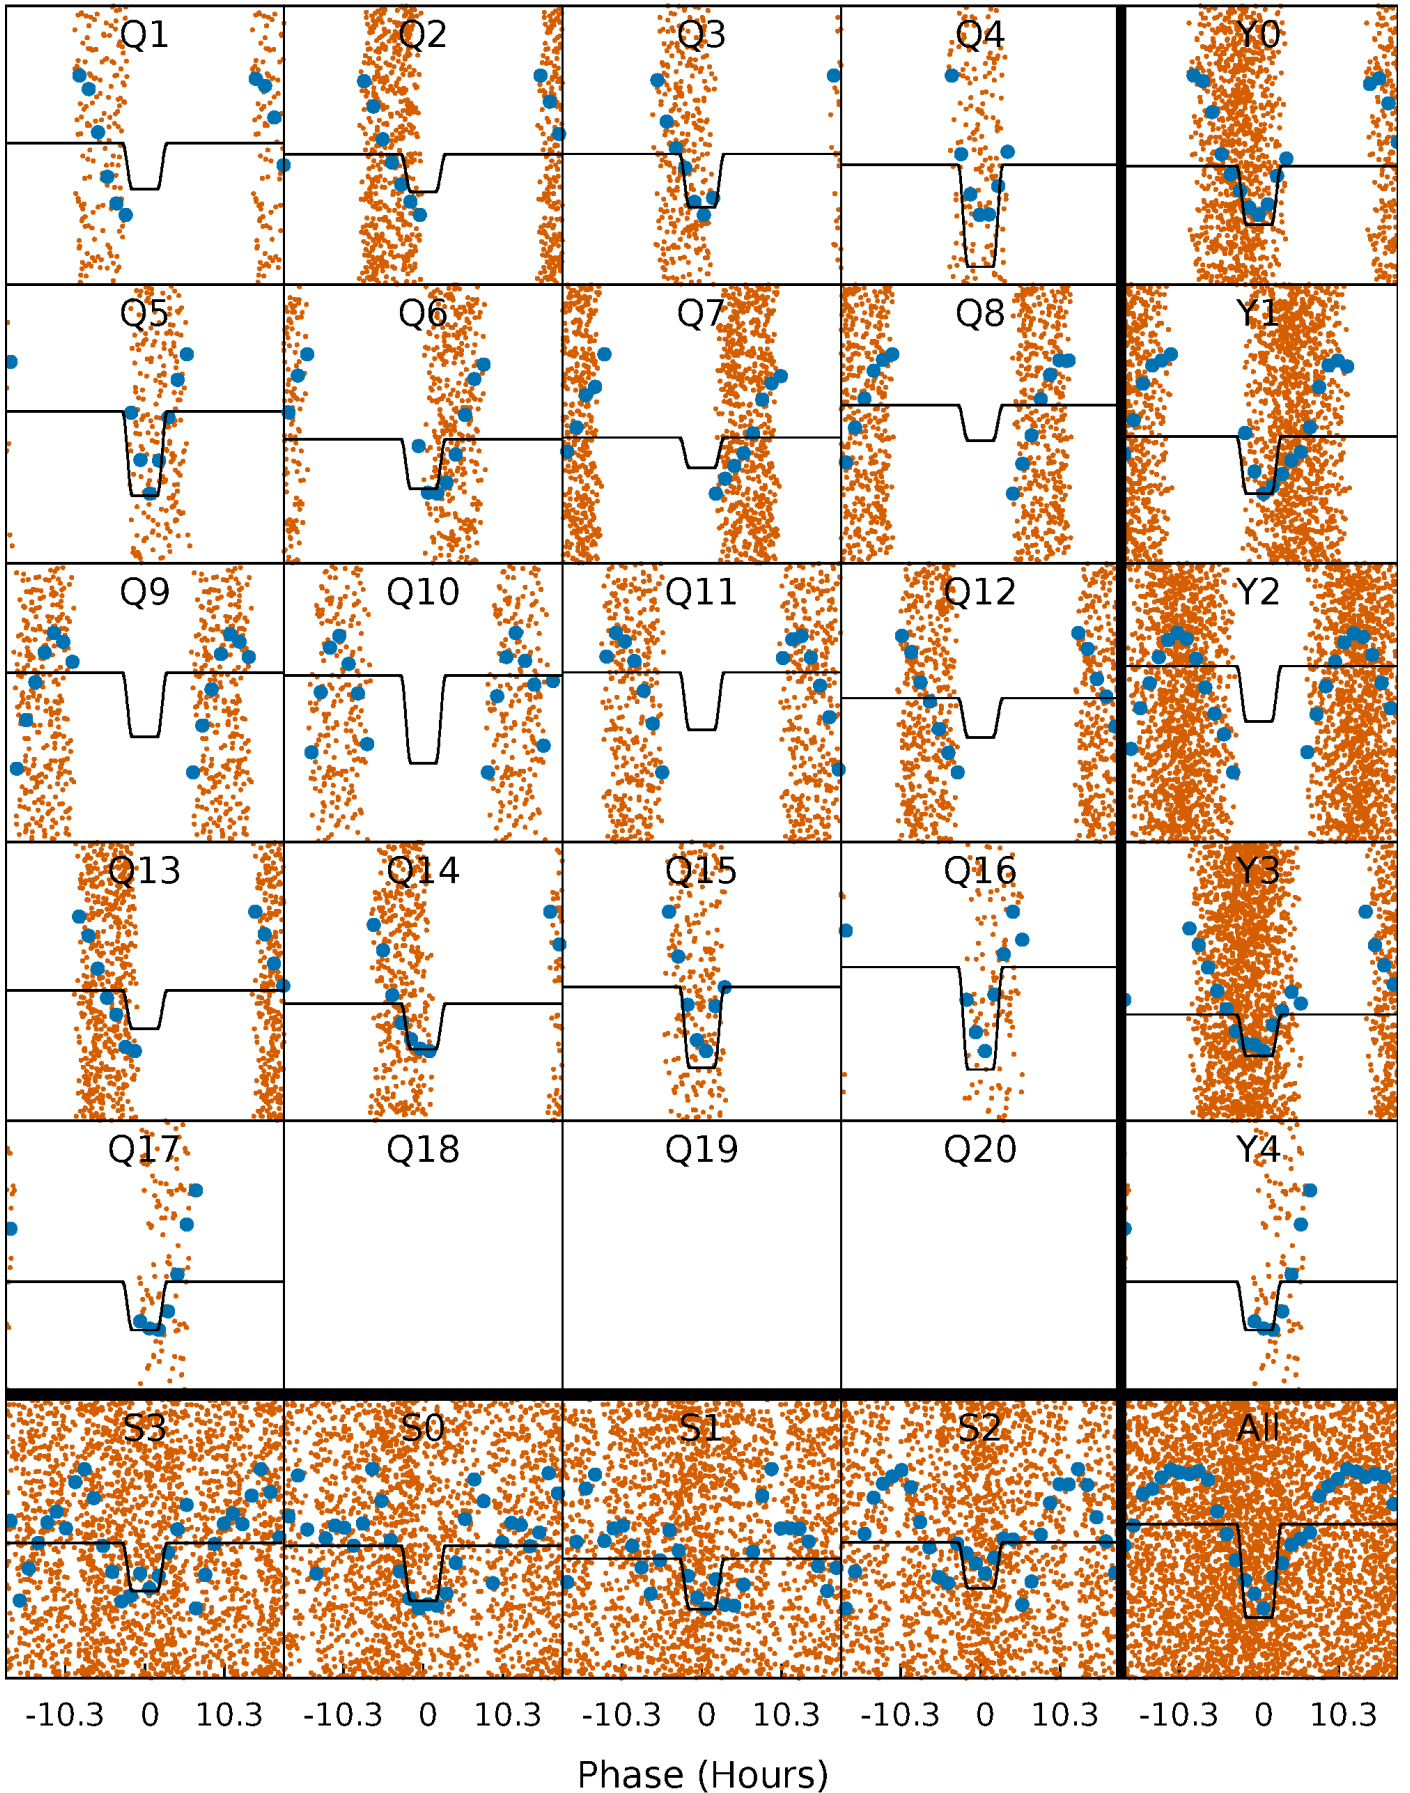 Q1 Q2 Q3 Q4 Y0
Q5 Q6 Q7 Q8 Y1
Q9 Q10 Q11 Q12 Y2
Q13 Q14 Q15 Q16 Y3
Q17 Q18 Q19 Q20 Y4
S3 S0 S1 S2 All
-10.3 0 10.3 -10.3 0 10.3 -10.3 0 10.3 -10.3 0 10.3 -10.3 0 10.3
Phase (Hours)